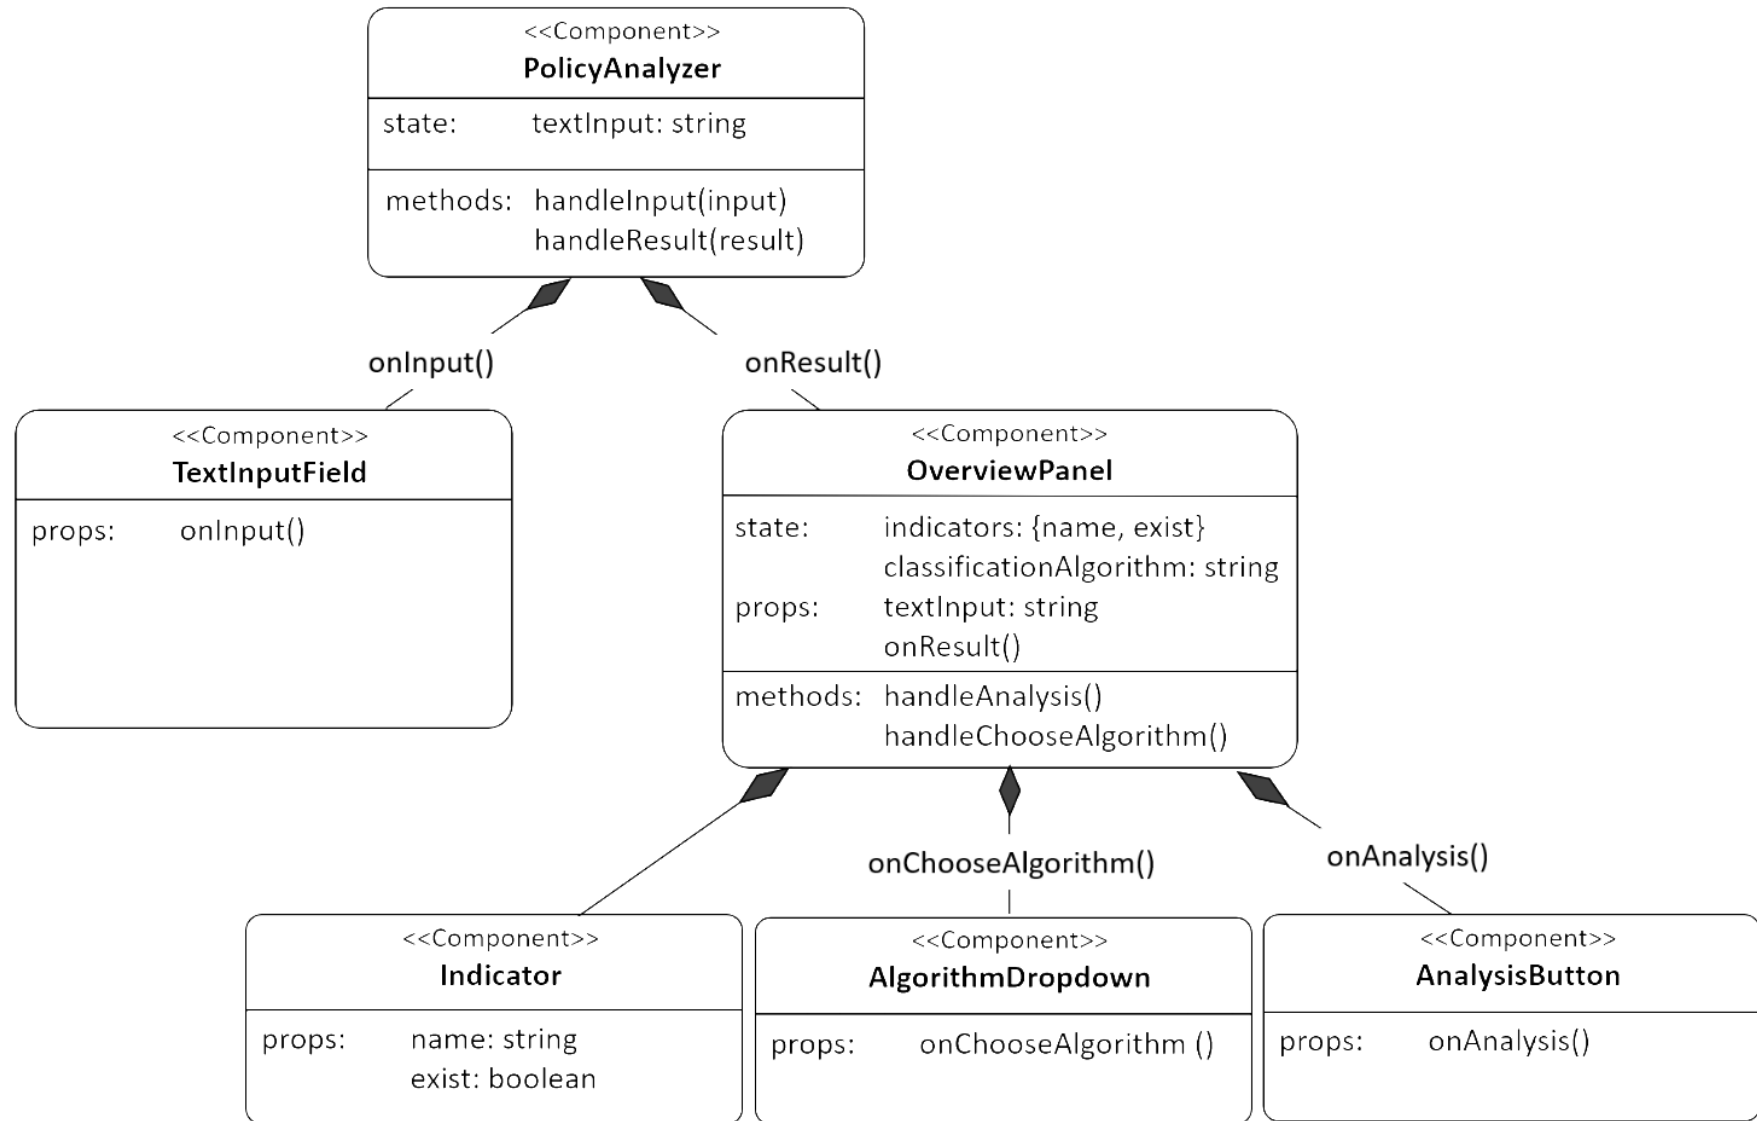 <<Component>>
PolicyAnalyzer
state: textInput: string
methods: handleInput(input)
handleResult(result)
onInput()
onResult()
<<Component>>
TextInputField
props: onInput()
<<Component>>
OverviewPanel
state: indicators: {name, exist}
classificationAlgorithm: string
props: textInput: string
onResult()
methods: handleAnalysis()
handleChooseAlgorithm()
onChooseAlgorithm()
onAnalysis()
<<Component>>
Indicator
props: name: string
exist: boolean
<<Component>>
AlgorithmDropdown
props: onChooseAlgorithm ()
<<Component>>
AnalysisButton
props: onAnalysis()